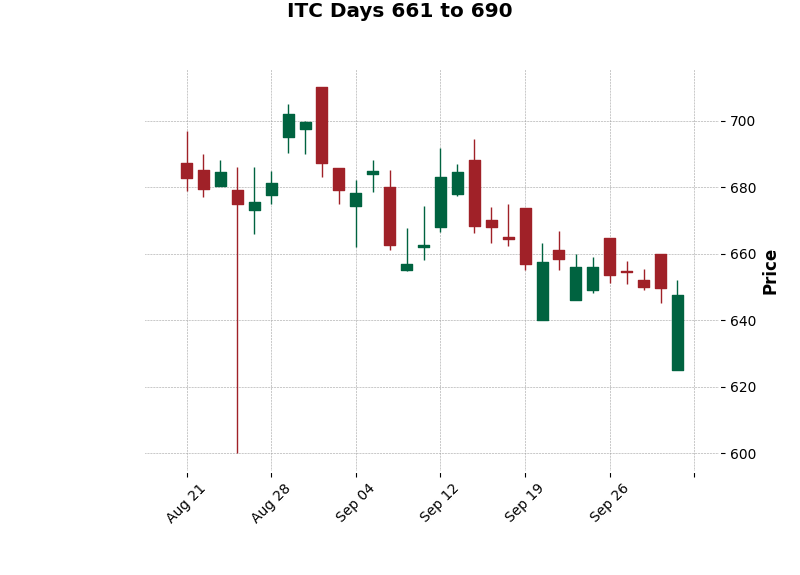 ITC Days 661 to 690
700
680
660
640
620
600
Price
Aug 21
Aug 28
Sep 04
Sep 12
Sep 19
Sep 26